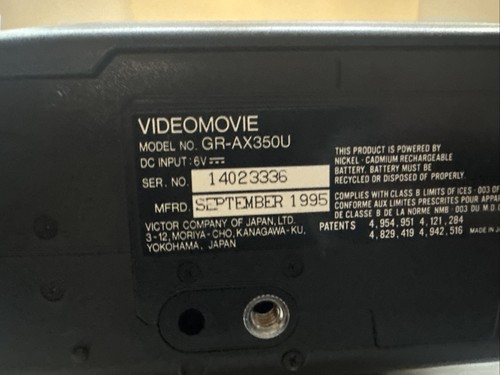 VIDEOMOVIE
MODEL NO. GR-AX350U
DC INPUT: 6V ⎓
SER. NO. 14023336
MFRD. SEPTEMBER 1995
VICTOR COMPANY OF JAPAN, LTD.
3-12, MORIYA-CHO, KANAGAWA-KU,
YOKOHAMA, JAPAN
THIS PRODUCT IS POWERED BY
NICKEL-CADMIUM RECHARGEABLE
BATTERY. BATTERY MUST BE
RECYCLED OR DISPOSED OF PROPERLY.
COMPLIES WITH CLASS B LIMITS OF ICES-003 OF
CONFORME AUX LIMITES PRESCRITES POUR APPAR
DE CLASSE B DE LA NORME NMB-003 DU M.D.
PATENTS 4,954,951 4,121,284
4,829,419 4,942,516 MADE IN